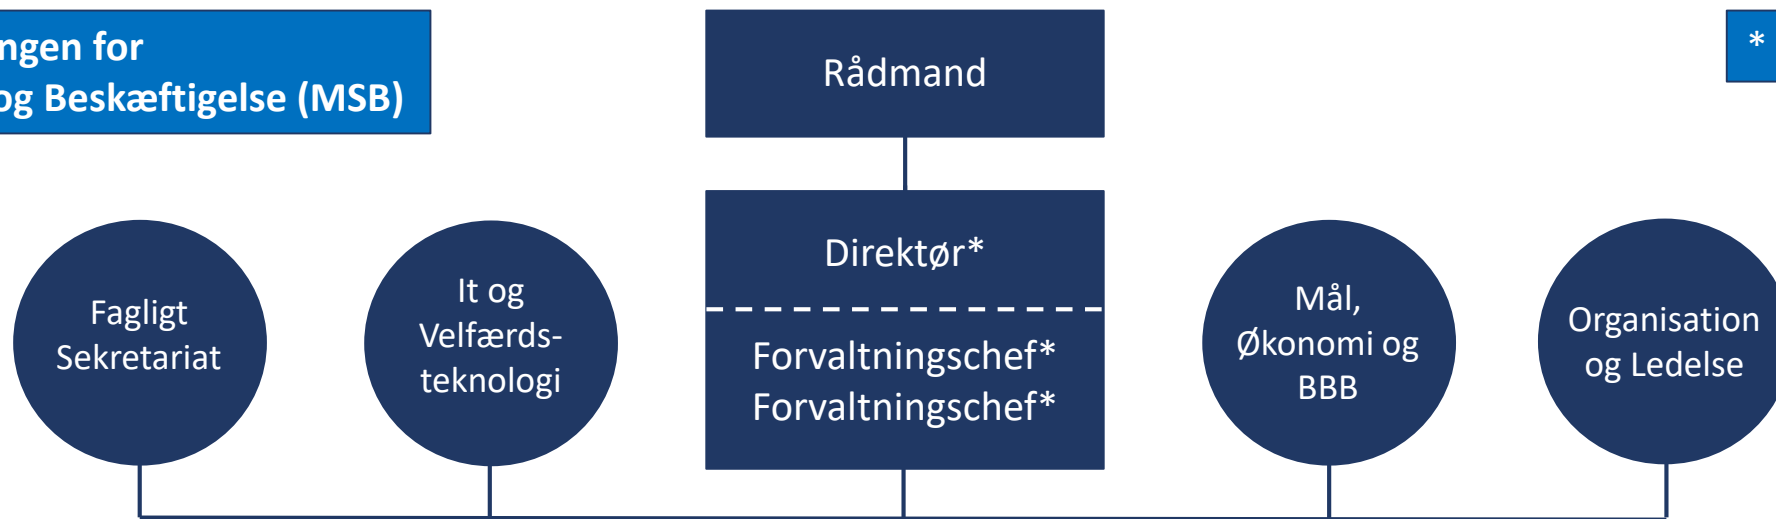 ngen for
og Beskæftigelse (MSB)
Rådmand
*
Direktør*
Forvaltningschef*
Forvaltningschef*
Fagligt
Sekretariat
It og
Velfærds-
teknologi
Mål,
Økonomi og
BBB
Organisation
og Ledelse